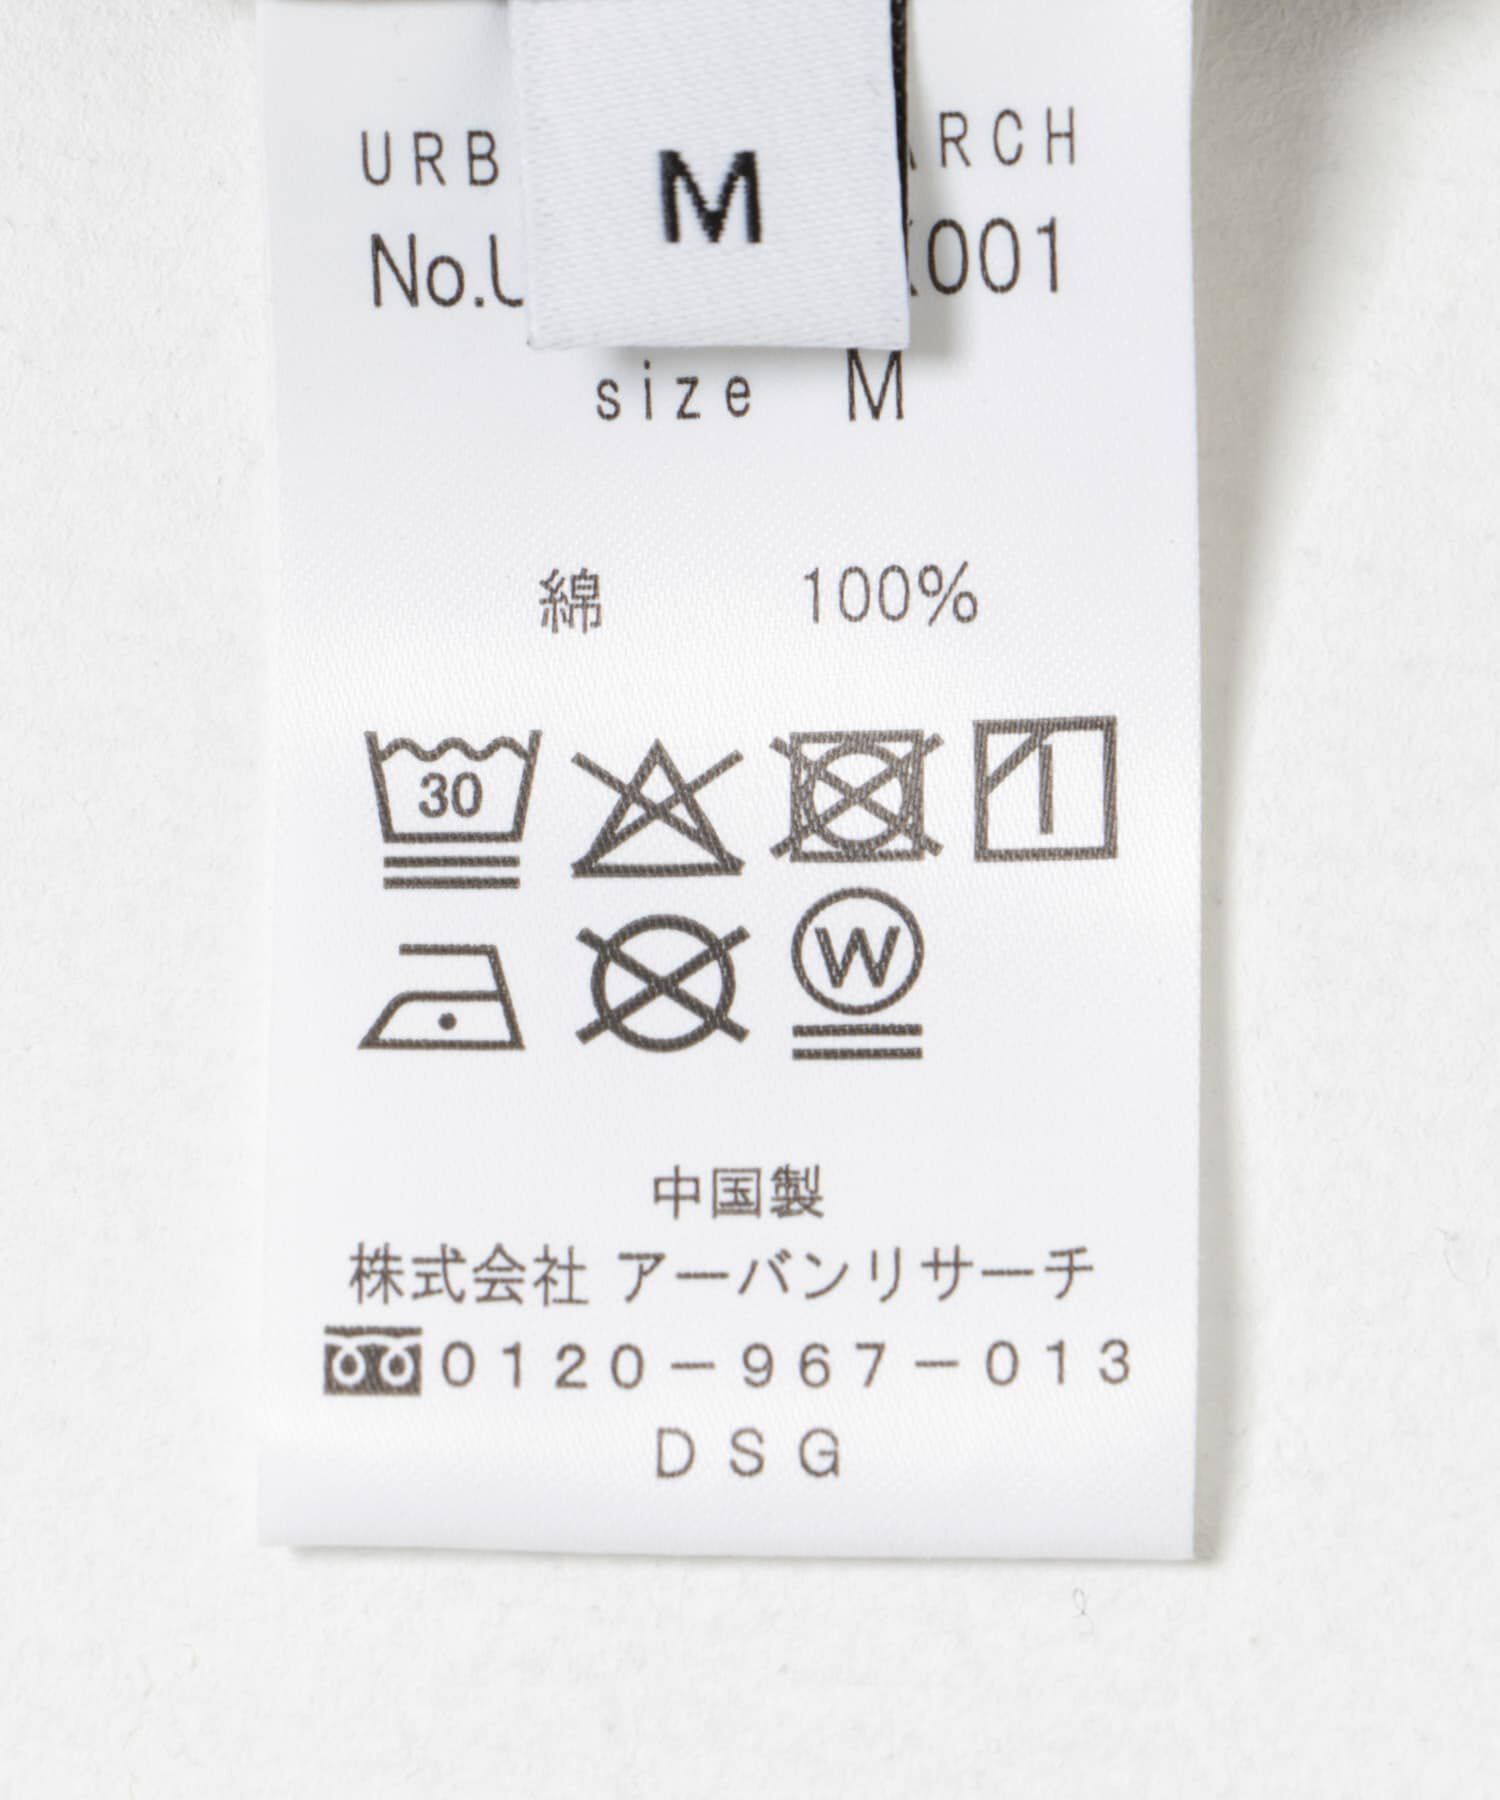 M
URB ARCH
No.U 001
size M
綿 100%
30
W
中国製
株式会社 アーバンリサーチ
0120-967-013
DSG